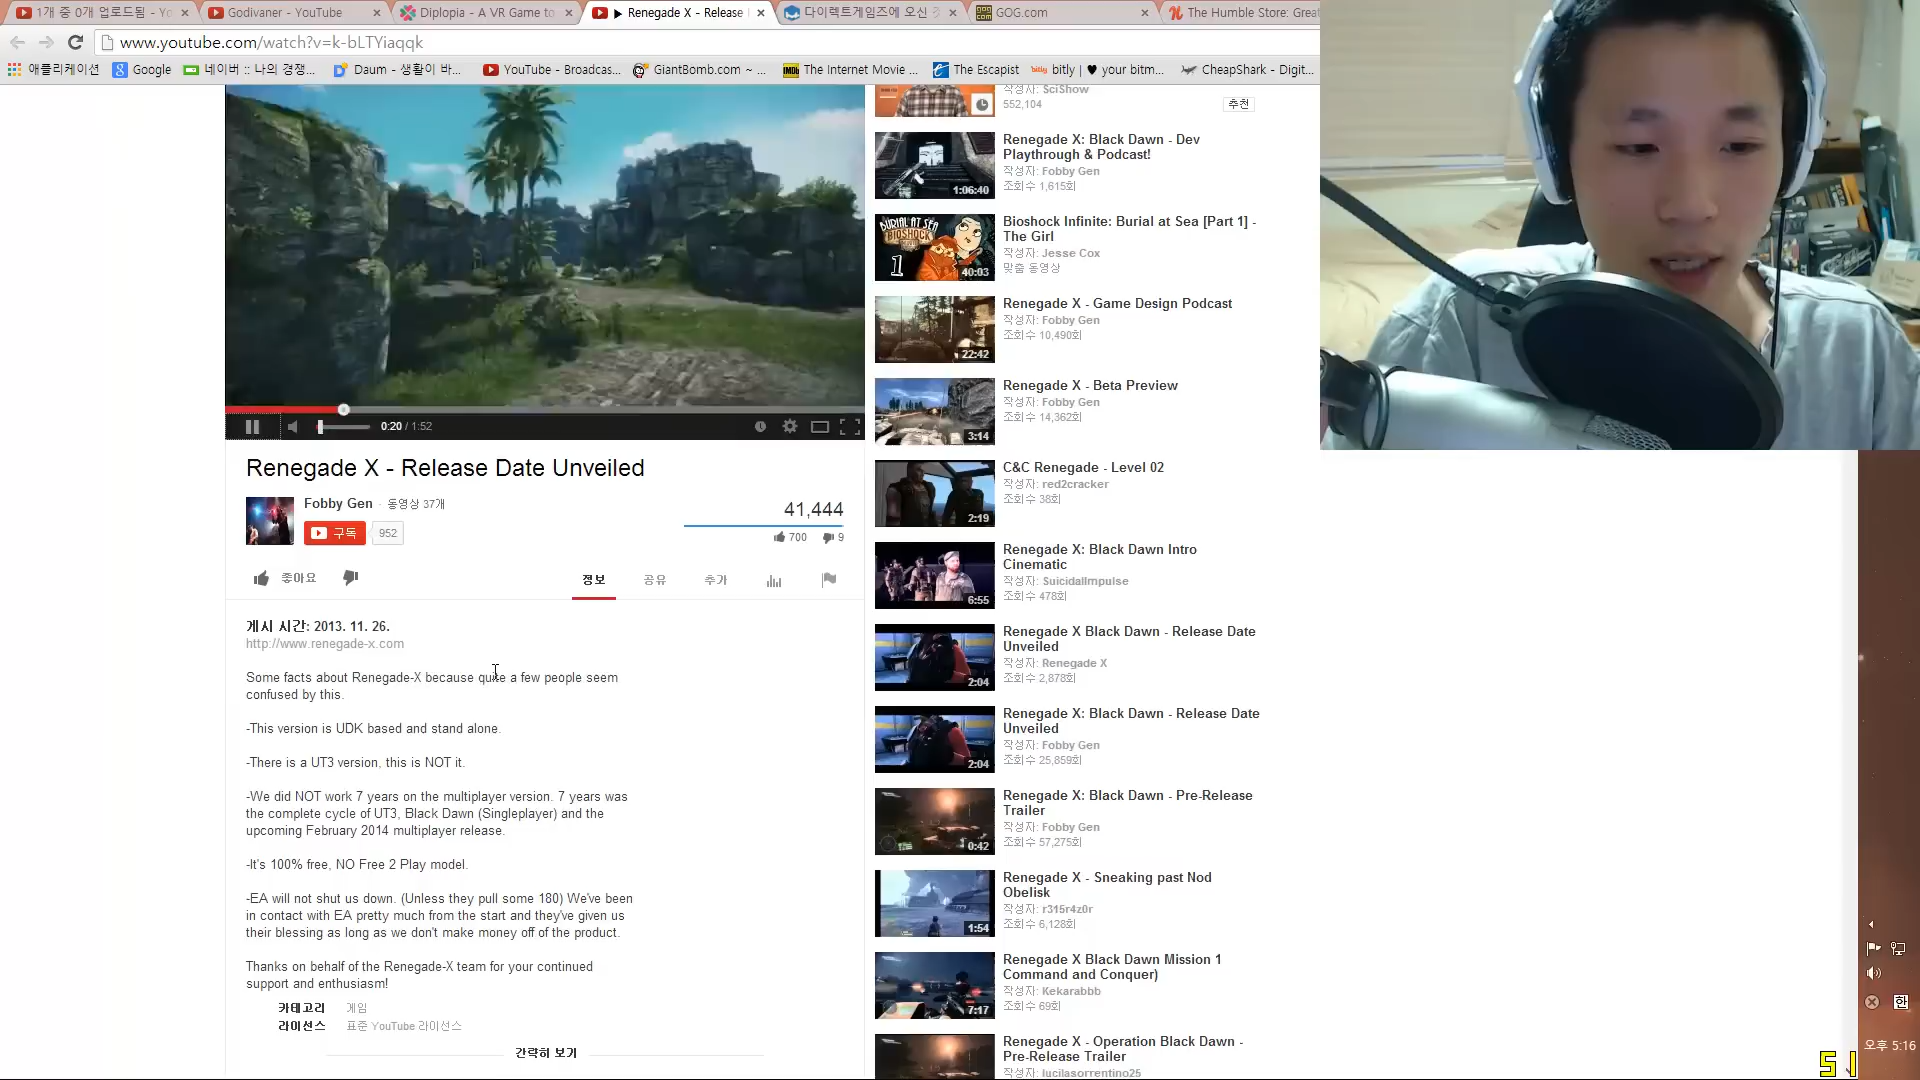 1개 중 0개 업로드됨 - Yo
Godivaner - YouTube
Diplopia - A VR Game to
▶ Renegade X - Release
다이렉트게임즈에 오신 것
GOG.com
The Humble Store: Grea
www.youtube.com/watch?v=k-bLTYiaqqk
애플리케이션
Google
네이버 :: 나의 경쟁...
Daum - 생활이 바...
YouTube - Broadcas...
GiantBomb.com ~ ...
The Internet Movie ...
The Escapist
bitly | ♥ your bitm...
CheapShark - Digit...
0:20 / 1:52
Renegade X - Release Date Unveiled
Fobby Gen · 동영상 37개
구독 952
41,444
700 9
좋아요
정보 공유 추가
게시 시간: 2013. 11. 26.
http://www.renegade-x.com
Some facts about Renegade-X because quite a few people seem
confused by this.
-This version is UDK based and stand alone.
-There is a UT3 version, this is NOT it.
-We did NOT work 7 years on the multiplayer version. 7 years was
the complete cycle of UT3, Black Dawn (Singleplayer) and the
upcoming February 2014 multiplayer release.
-It's 100% free, NO Free 2 Play model.
-EA will not shut us down. (Unless they pull some 180) We've been
in contact with EA pretty much from the start and they've given us
their blessing as long as we don't make money off of the product.
Thanks on behalf of the Renegade-X team for your continued
support and enthusiasm!
카테고리 게임
라이선스 표준 YouTube 라이선스
간략히 보기
작성자: SciShow
552,104 추천
1:06:40
Renegade X: Black Dawn - Dev
Playthrough & Podcast!
작성자: Fobby Gen
조회수 1,615회
BURIAL AT SEA
BIOSHOCK
1
40:03
Bioshock Infinite: Burial at Sea [Part 1] -
The Girl
작성자: Jesse Cox
맞춤 동영상
22:42
Renegade X - Game Design Podcast
작성자: Fobby Gen
조회수 10,490회
3:14
Renegade X - Beta Preview
작성자: Fobby Gen
조회수 14,362회
2:19
C&C Renegade - Level 02
작성자: red2cracker
조회수 38회
6:55
Renegade X: Black Dawn Intro
Cinematic
작성자: SuicidalImpulse
조회수 478회
2:04
Renegade X Black Dawn - Release Date
Unveiled
작성자: Renegade X
조회수 2,878회
2:04
Renegade X: Black Dawn - Release Date
Unveiled
작성자: Fobby Gen
조회수 25,859회
0:42
Renegade X: Black Dawn - Pre-Release
Trailer
작성자: Fobby Gen
조회수 57,275회
1:54
Renegade X - Sneaking past Nod
Obelisk
작성자: r315r4z0r
조회수 6,128회
7:17
Renegade X Black Dawn Mission 1
Command and Conquer)
작성자: Kekarabbb
조회수 69회
Renegade X - Operation Black Dawn -
Pre-Release Trailer
작성자: lucilasorrentino25
한
오후 5:16
51